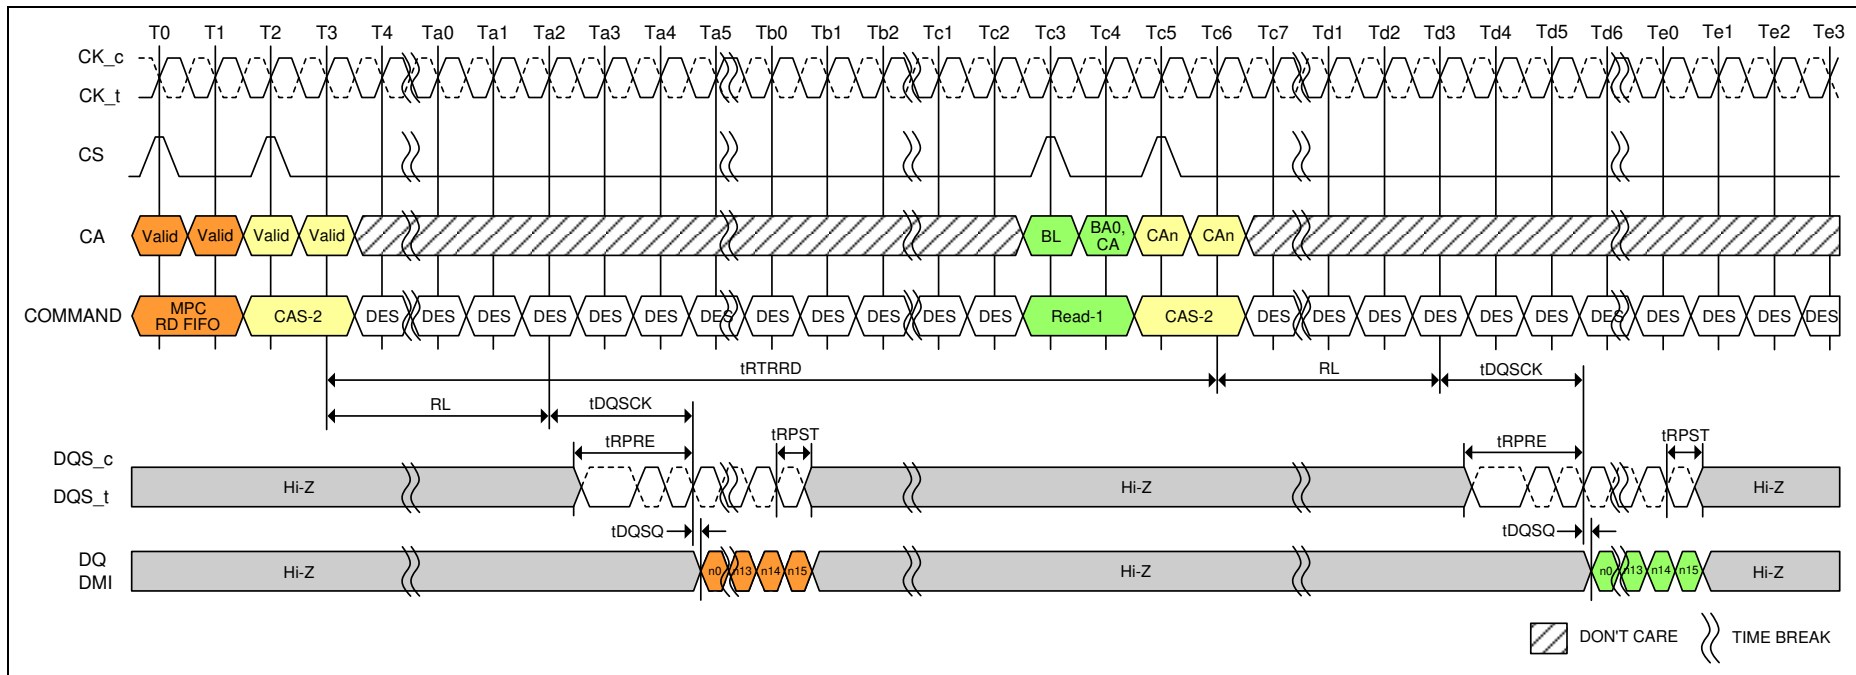 T0 T1 T2 T3 T4 Ta0 Ta1 Ta2 Ta3 Ta4 Ta5 Tb0 Tb1 Tb2 Tc1 Tc2 Tc3 Tc4 Tc5 Tc6 Tc7 Td1 Td2 Td3 Td4 Td5 Td6 Te0 Te1 Te2 Te3
CK_c
CK_t
CS
CA Valid Valid Valid Valid BL BA0, CA CAn CAn
COMMAND MPC RD FIFO CAS-2 DES DES DES DES DES DES DES DES DES DES DES DES Read-1 CAS-2 DES DES DES DES DES DES DES DES DES DES DES
tRTRRD RL tDQSCK
RL tDQSCK
tRPRE tRPST tRPRE tRPST
DQS_c
DQS_t
Hi-Z Hi-Z Hi-Z
tDQSQ tDQSQ
DQ
DMI
Hi-Z n0 n13 n14 n15 Hi-Z n0 n13 n14 n15 Hi-Z
DON'T CARE TIME BREAK